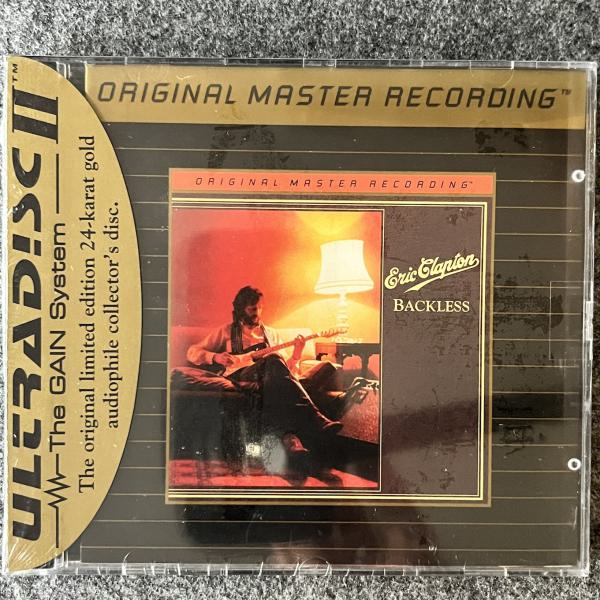 ULTRADISC II™
The GAIN System
The original limited edition 24-karat gold
audiophile collector's disc.
ORIGINAL MASTER RECORDING™
ORIGINAL MASTER RECORDING™
Eric Clapton
BACKLESS